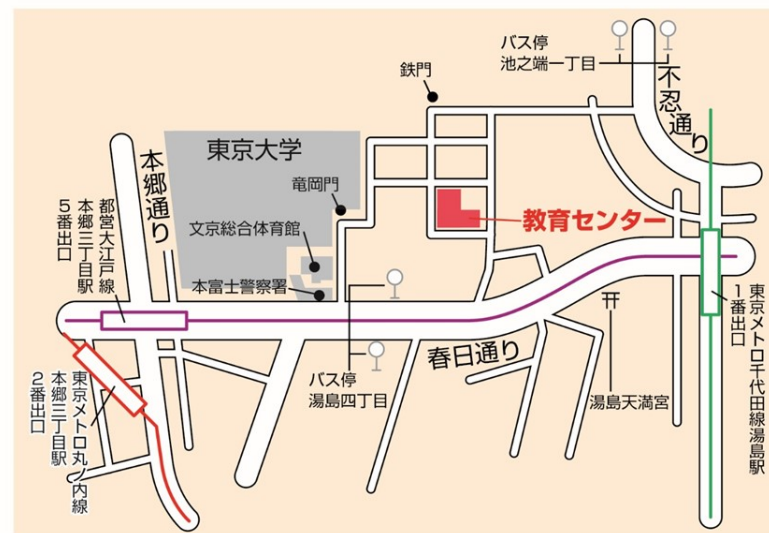 バス停
池之端一丁目
不忍通り
鉄門
東京大学
本郷通り
竜岡門
都営大江戸線
本郷三丁目駅
5番出口
文京総合体育館
教育センター
本富士警察署
東京メトロ千代田線湯島駅
1番出口
春日通り
バス停
湯島四丁目
湯島天満宮
東京メトロ丸ノ内線
本郷三丁目駅
2番出口